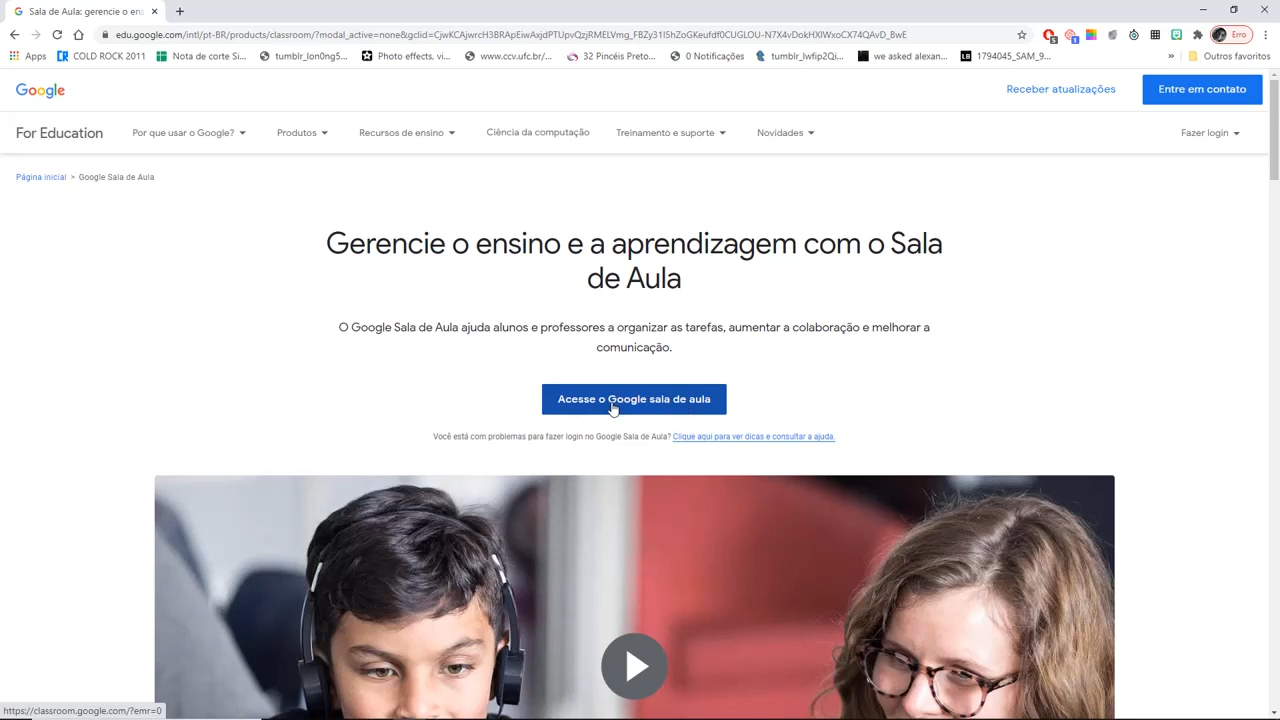 Sala de Aula: gerencie o ensi
edu.google.com/intl/pt-BR/products/classroom/?modal_active=
Erro
Apps
COLD ROCK 2011
Nota de corte Si...
tumblr_lon0ng5...
Photo effects, vi...
www.ccv.ufc.br/...
32 Pincéis Preto...
0 Notificações
tumblr_lwfip2Qi...
we asked alexan...
LB 1794045_SAM_9...
»
Outros favoritos
Google
Receber atualizações
Entre em contato
For Education
Por que usar o Google?
Produtos
Recursos de ensino
Ciência da computação
Treinamento e suporte
Novidades
Fazer login
Página inicial > Google Sala de Aula
Gerencie o ensino e a aprendizagem com o Sala
de Aula
O Google Sala de Aula ajuda alunos e professores a organizar as tarefas, aumentar a colaboração e melhorar a
comunicação.
Acesse o Google sala de aula
Você está com problemas para fazer login no Google Sala de Aula? Clique aqui para ver dicas e consultar a ajuda.
https://classroom.google.com/?emr=0